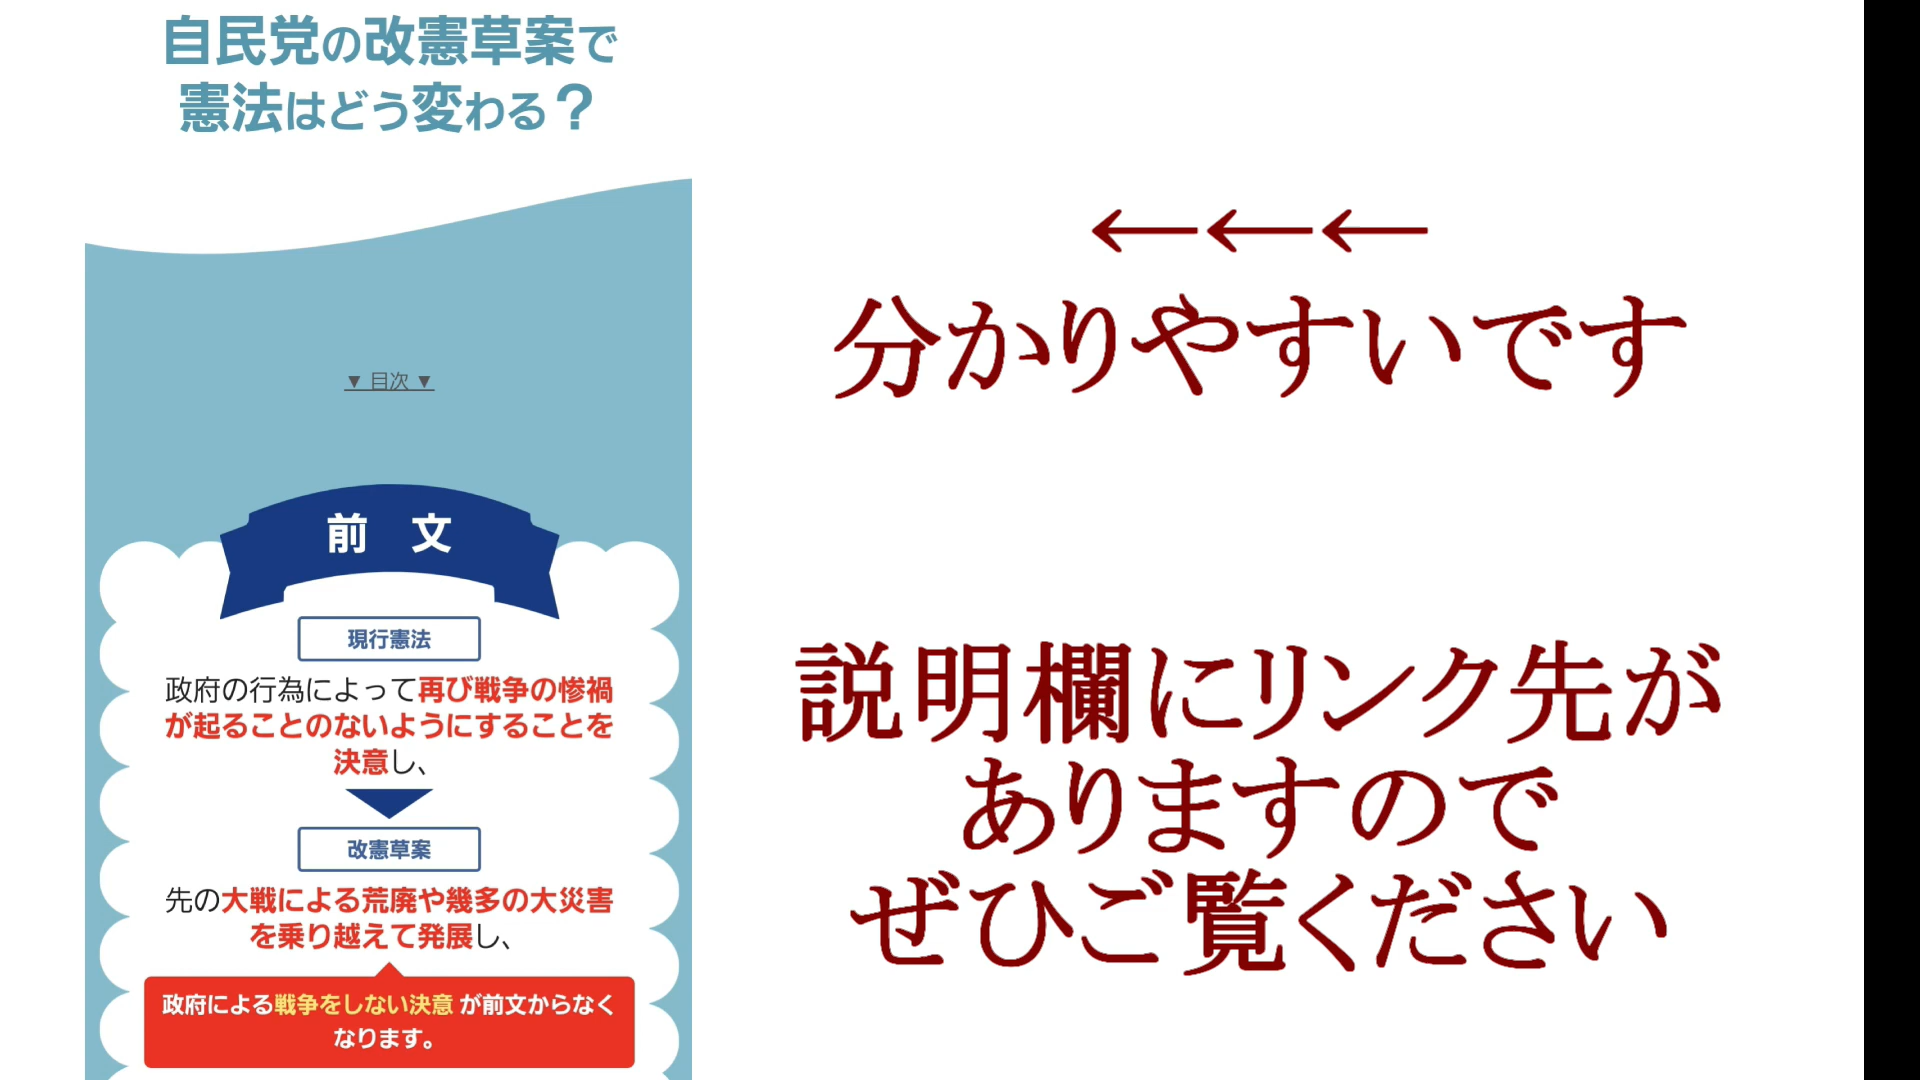 自民党の改憲草案で
憲法はどう変わる？
▼ 目次 ▼
前 文
現行憲法
政府の行為によって再び戦争の惨禍
が起ることのないようにすることを
決意し、
改憲草案
先の大戦による荒廃や幾多の大災害
を乗り越えて発展し、
政府による戦争をしない決意 が前文からなく
なります。
←←←
分かりやすいです
説明欄にリンク先が
ありますので
ぜひご覧ください